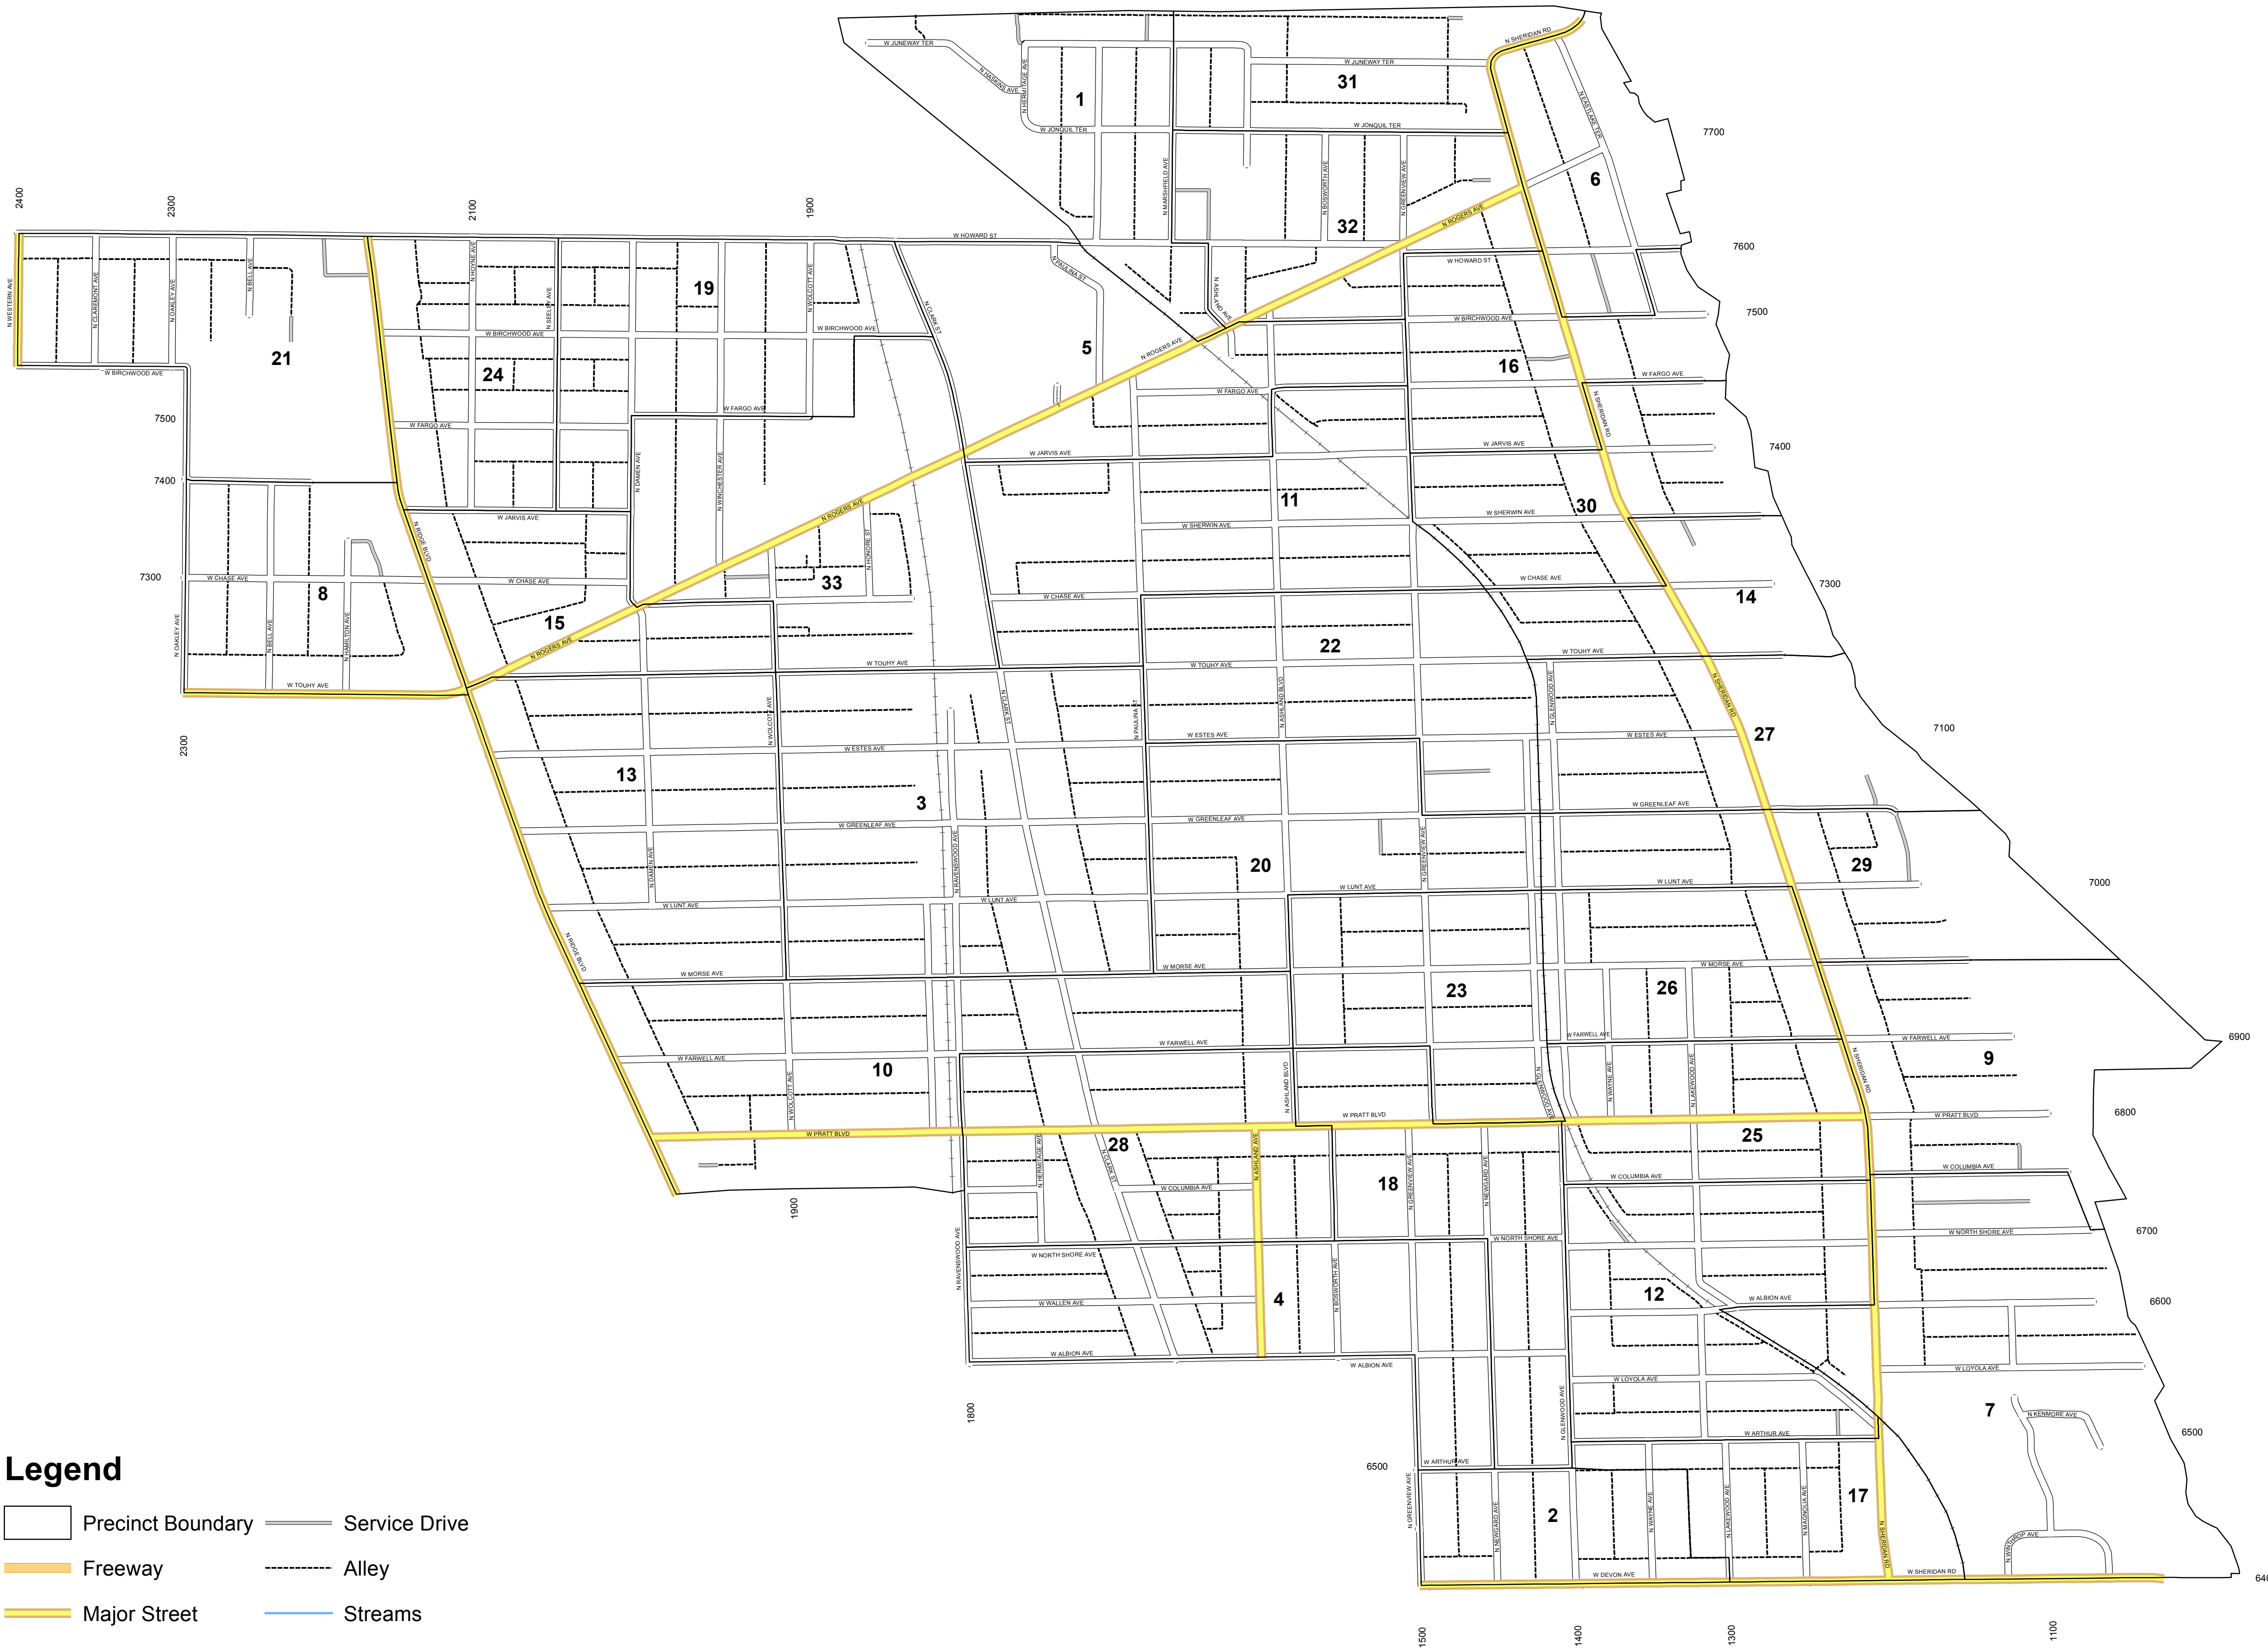 N SHERIDAN RD
W JUNEWAY TER
N HASKINS AVE
N HERMITAGE AVE
1
W JUNEWAY TER
31
N EASTLAKE TER
W JONQUIL TER
W JONQUIL TER
7700
N MARSHFIELD AVE
N BOSWORTH AVE
N GREENVIEW AVE
6
2400
2300
2100
1900
32
N ROGERS AVE
W HOWARD ST
7600
N WESTERN AVE
N CLAREMONT AVE
N OAKLEY AVE
N BELL AVE
N HOYNE AVE
N SEELEY AVE
19
N WOLCOTT AVE
N PAULINA ST
N ASHLAND AVE
W HOWARD ST
N CLARK ST
W BIRCHWOOD AVE
W BIRCHWOOD AVE
W BIRCHWOOD AVE
7500
21
W BIRCHWOOD AVE
24
5
N ROGERS AVE
16
W FARGO AVE
7500
W FARGO AVE
W FARGO AVE
W FARGO AVE
N SHERIDAN RD
7400
N DAMEN AVE
N WINCHESTER AVE
W JARVIS AVE
W JARVIS AVE
7400
N RIDGE BLVD
W JARVIS AVE
N ROGERS AVE
11
30
W SHERWIN AVE
W SHERWIN AVE
N HONORE ST
7300
W CHASE AVE
W CHASE AVE
33
W CHASE AVE
W CHASE AVE
14
7300
8
N OAKLEY AVE
N BELL AVE
N HAMILTON AVE
15
N ROGERS AVE
22
W TOUHY AVE
W TOUHY AVE
W TOUHY AVE
W TOUHY AVE
2300
N WOLCOTT AVE
N CLARK ST
N PAULINA ST
N ASHLAND BLVD
N GLENWOOD AVE
N SHERIDAN RD
27
7100
W ESTES AVE
W ESTES AVE
W ESTES AVE
13
3
W GREENLEAF AVE
W GREENLEAF AVE
W GREENLEAF AVE
N DAMEN AVE
N RAVENSWOOD AVE
20
N GREENVIEW AVE
29
7000
W LUNT AVE
W LUNT AVE
W LUNT AVE
W LUNT AVE
N RIDGE BLVD
W MORSE AVE
W MORSE AVE
W MORSE AVE
23
26
W FARWELL AVE
W FARWELL AVE
W FARWELL AVE
W FARWELL AVE
6900
9
10
N WOLCOTT AVE
N ASHLAND BLVD
N GLENWOOD AVE
N WAYNE AVE
N LAKEWOOD AVE
N SHERIDAN RD
W PRATT BLVD
W PRATT BLVD
W PRATT BLVD
6800
28
25
N HERMITAGE AVE
N CLARK ST
N ASHLAND AVE
W COLUMBIA AVE
W COLUMBIA AVE
W COLUMBIA AVE
18
N GREENVIEW AVE
N NEWGARD AVE
1900
W NORTH SHORE AVE
W NORTH SHORE AVE
W NORTH SHORE AVE
6700
N RAVENSWOOD AVE
N BOSWORTH AVE
12
W WALLEN AVE
4
W ALBION AVE
6600
W ALBION AVE
W ALBION AVE
W LOYOLA AVE
W LOYOLA AVE
1800
N GLENWOOD AVE
7
N KENMORE AVE
W ARTHUR AVE
6500
6500
W ARTHUR AVE
17
2
N GREENVIEW AVE
N NEWGARD AVE
N WAYNE AVE
N LAKEWOOD AVE
N MAGNOLIA AVE
N SHERIDAN RD
N WINTHROP AVE
W DEVON AVE
W SHERIDAN RD
1500
1400
1300
1100
Legend
Precinct Boundary
Service Drive
Freeway
Alley
Major Street
Streams